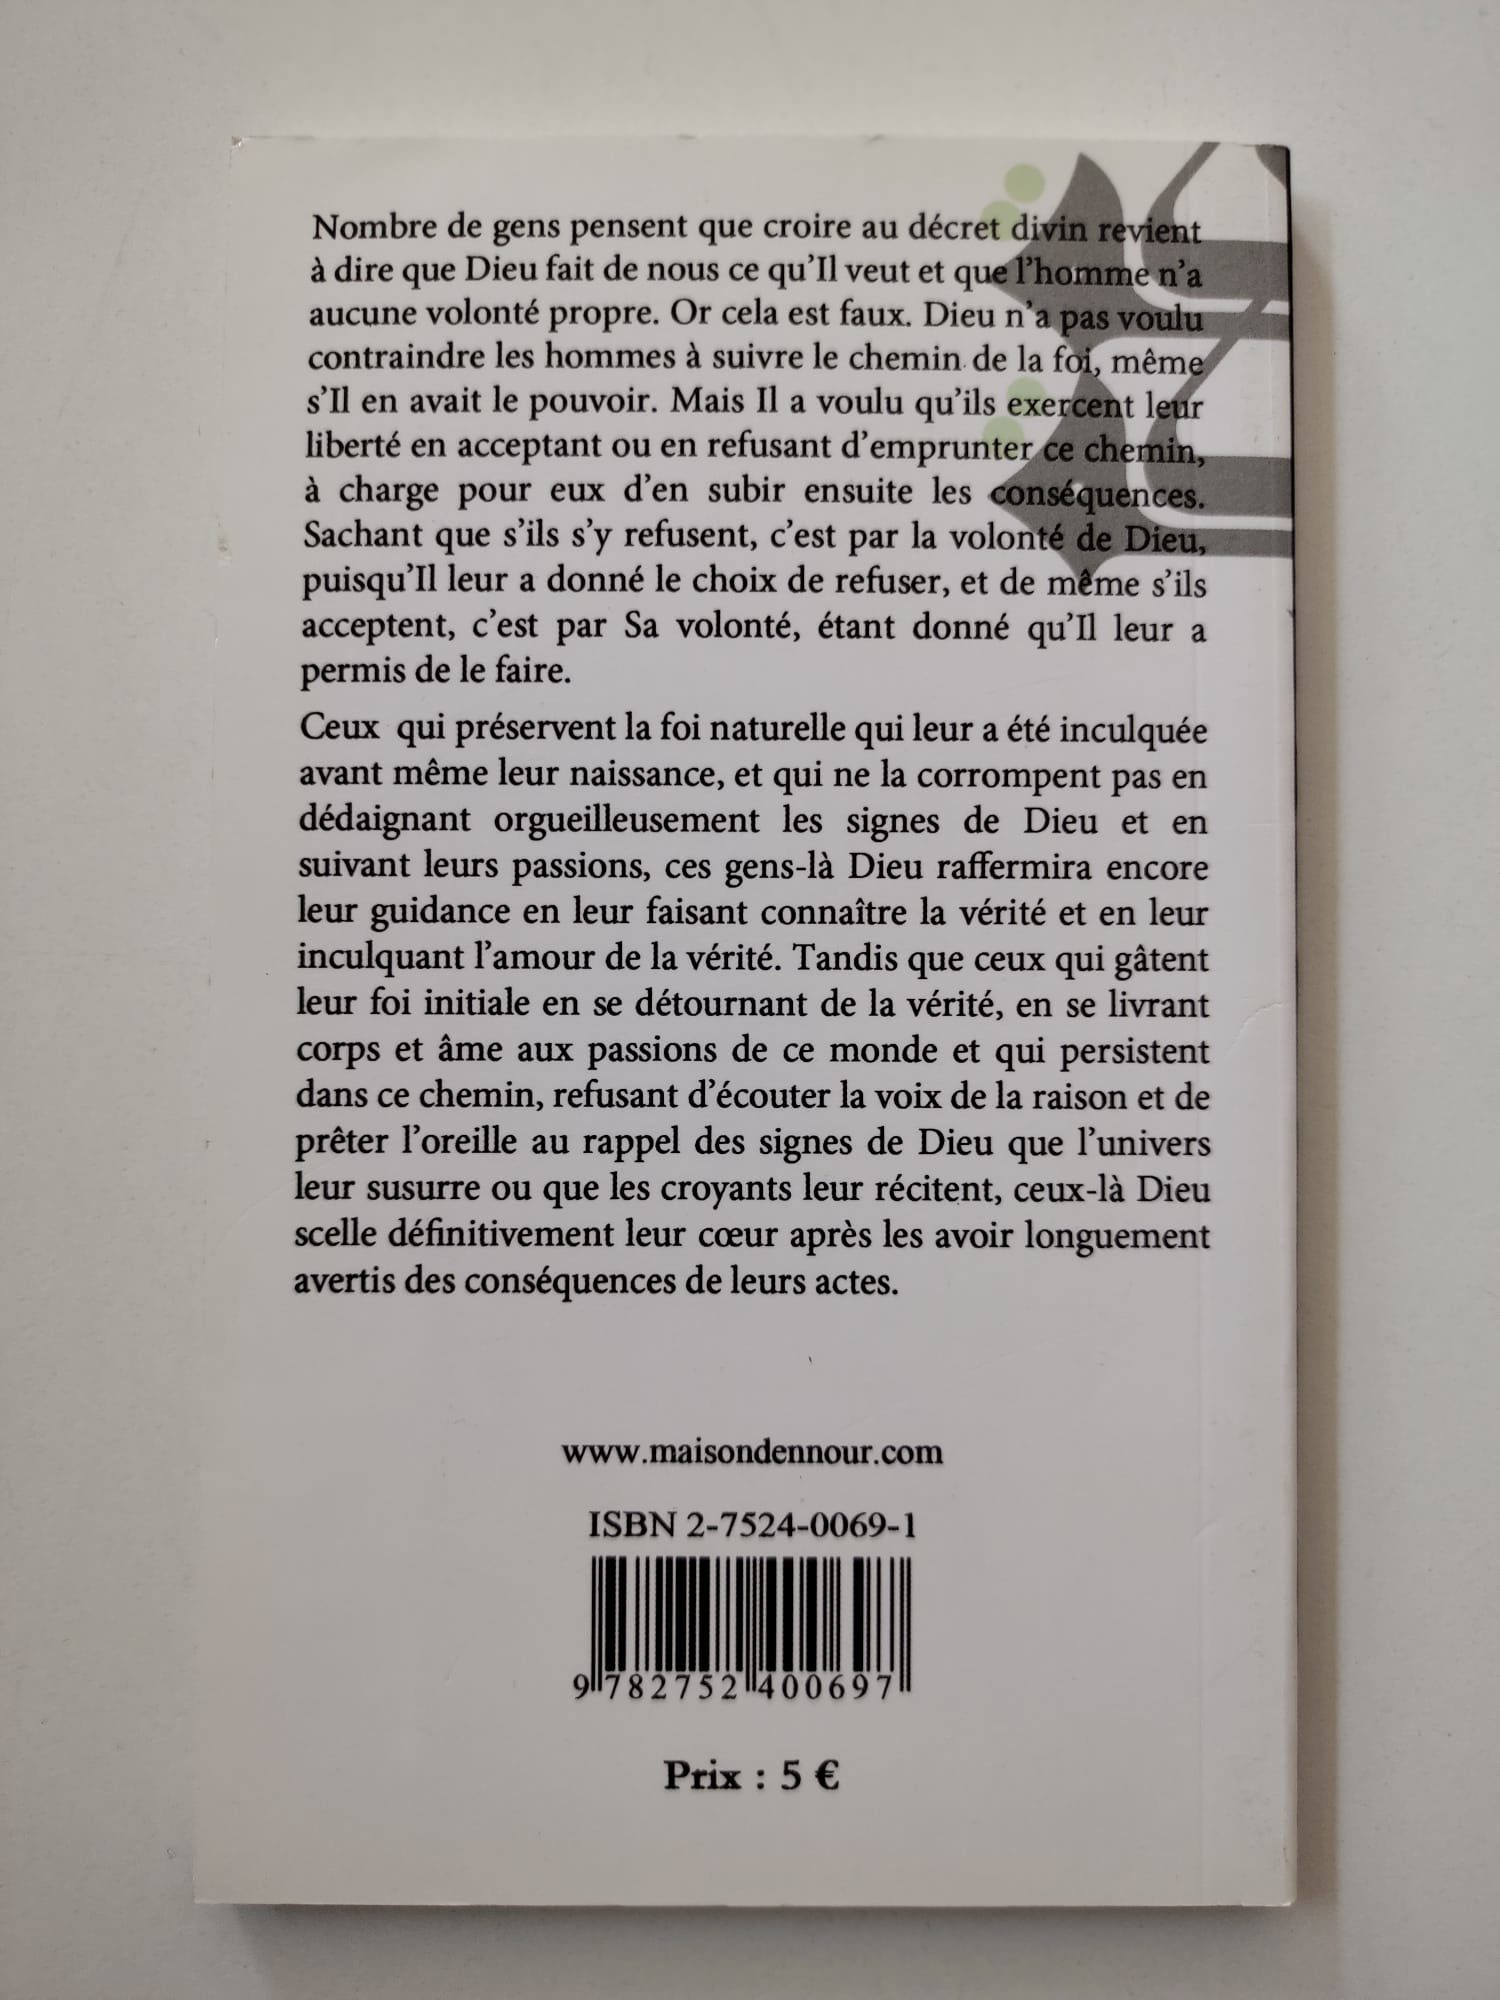 Nombre de gens pensent que croire au décret divin revient
à dire que Dieu fait de nous ce qu'Il veut et que l'homme n'a
aucune volonté propre. Or cela est faux. Dieu n'a pas voulu
contraindre les hommes à suivre le chemin de la foi, même
s'Il en avait le pouvoir. Mais Il a voulu qu'ils exercent leur
liberté en acceptant ou en refusant d'emprunter ce chemin,
à charge pour eux d'en subir ensuite les conséquences.
Sachant que s'ils s'y refusent, c'est par la volonté de Dieu,
puisqu'Il leur a donné le choix de refuser, et de même s'ils
acceptent, c'est par Sa volonté, étant donné qu'Il leur a
permis de le faire.
Ceux qui préservent la foi naturelle qui leur a été inculquée
avant même leur naissance, et qui ne la corrompent pas en
dédaignant orgueilleusement les signes de Dieu et en
suivant leurs passions, ces gens-là Dieu raffermira encore
leur guidance en leur faisant connaître la vérité et en leur
inculquant l'amour de la vérité. Tandis que ceux qui gâtent
leur foi initiale en se détournant de la vérité, en se livrant
corps et âme aux passions de ce monde et qui persistent
dans ce chemin, refusant d'écouter la voix de la raison et de
prêter l'oreille au rappel des signes de Dieu que l'univers
leur susurre ou que les croyants leur récitent, ceux-là Dieu
scelle définitivement leur cœur après les avoir longuement
avertis des conséquences de leurs actes.
www.maisondennour.com
ISBN 2-7524-0069-1
9 782752 400697
Prix : 5 €